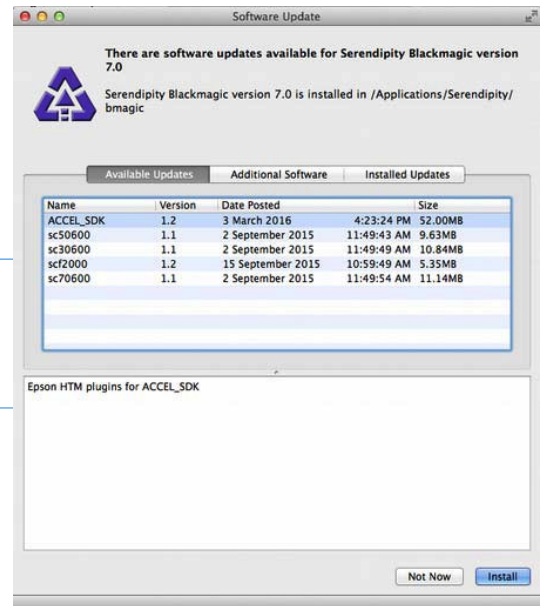 Software Update
There are software updates available for Serendipity Blackmagic version
7.0
Serendipity Blackmagic version 7.0 is installed in /Applications/Serendipity/
bmagic
Available Updates Additional Software Installed Updates
Name Version Date Posted Size
ACCEL_SDK 1.2 3 March 2016 4:23:24 PM 52.00MB
sc50600 1.1 2 September 2015 11:49:43 AM 9.63MB
sc30600 1.1 2 September 2015 11:49:49 AM 10.84MB
scf2000 1.2 15 September 2015 10:59:49 AM 5.35MB
sc70600 1.1 2 September 2015 11:49:54 AM 11.14MB
Epson HTM plugins for ACCEL_SDK
Not Now Install